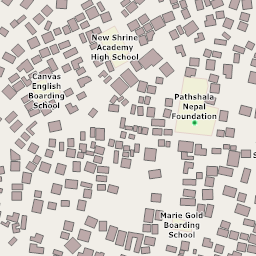 New Shrine
Academy
High School
Canvas
English
Boarding
School
Pathshala
Nepal
Foundation
S
Marie Gold
Boarding
School